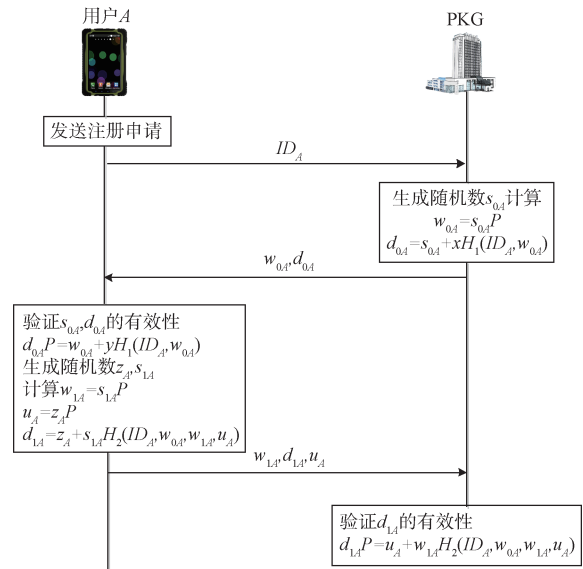 用户A
PKG
发送注册申请
ID_A
生成随机数s_{0A}计算
w_{0A}=s_{0A}P
d_{0A}=s_{0A}+xH_1(ID_A,w_{0A})
w_{0A},d_{0A}
验证s_{0A},d_{0A}的有效性
d_{0A}P=w_{0A}+yH_1(ID_A,w_{0A})
生成随机数z_A,s_{1A}
计算w_{1A}=s_{1A}P
u_A=z_AP
d_{1A}=z_A+s_{1A}H_2(ID_A,w_{0A},w_{1A},u_A)
w_{1A},d_{1A},u_A
验证d_{1A}的有效性
d_{1A}P=u_A+w_{1A}H_2(ID_A,w_{0A},w_{1A},u_A)